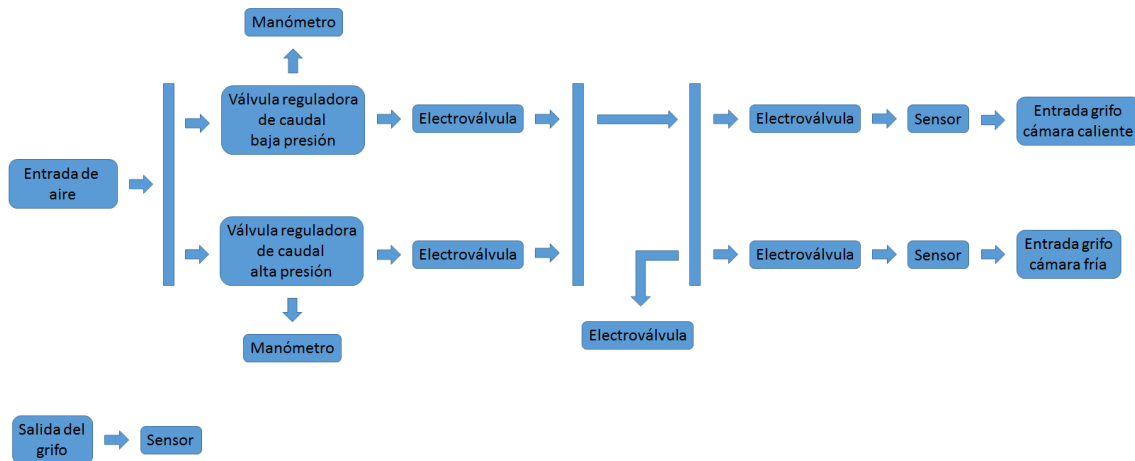 Manómetro
Válvula reguladora
de caudal
baja presión
Electroválvula
Electroválvula
Sensor
Entrada grifo
cámara caliente
Entrada de
aire
Válvula reguladora
de caudal
alta presión
Electroválvula
Electroválvula
Sensor
Entrada grifo
cámara fría
Manómetro
Electroválvula
Salida del
grifo
Sensor